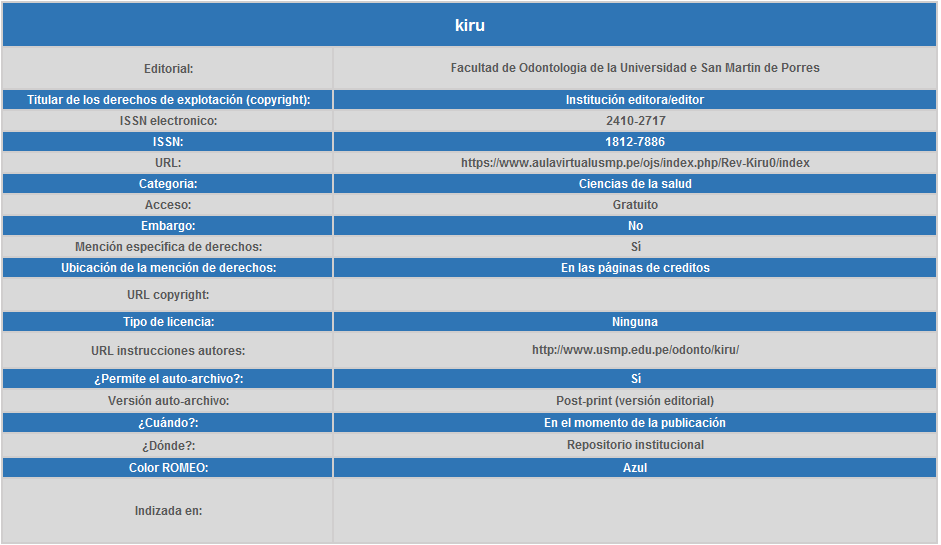 kiru
Editorial: Facultad de Odontologia de la Universidad e San Martin de Porres
Titular de los derechos de explotación (copyright): Institución editora/editor
ISSN electronico: 2410-2717
ISSN: 1812-7886
URL: https://www.aulavirtualusmp.pe/ojs/index.php/Rev-Kiru0/index
Categoria: Ciencias de la salud
Acceso: Gratuito
Embargo: No
Mención específica de derechos: Sí
Ubicación de la mención de derechos: En las páginas de creditos
URL copyright:
Tipo de licencia: Ninguna
URL instrucciones autores: http://www.usmp.edu.pe/odonto/kiru/
¿Permite el auto-archivo?: Sí
Versión auto-archivo: Post-print (versión editorial)
¿Cuándo?: En el momento de la publicación
¿Dónde?: Repositorio institucional
Color ROMEO: Azul
Indizada en: